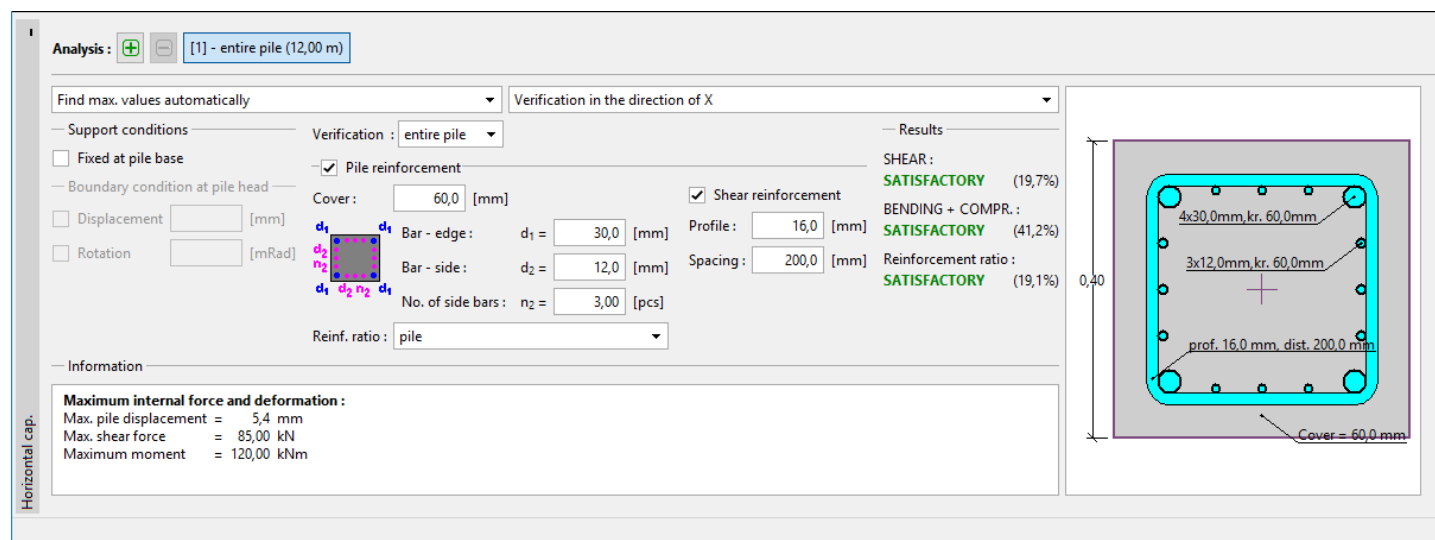 Analysis :
[1] - entire pile (12,00 m)
Find max. values automatically
Verification in the direction of X
Support conditions
Fixed at pile base
Boundary condition at pile head
Displacement [mm]
Rotation [mRad]
Verification : entire pile
Pile reinforcement
Cover : 60,0 [mm]
d1 d1
d2
n2
d1 d2 n2 d1
Bar - edge : d1 = 30,0 [mm]
Bar - side : d2 = 12,0 [mm]
No. of side bars : n2 = 3,00 [pcs]
Reinf. ratio : pile
Shear reinforcement
Profile : 16,0 [mm]
Spacing : 200,0 [mm]
Results
SHEAR :
SATISFACTORY (19,7%)
BENDING + COMPR. :
SATISFACTORY (41,2%)
Reinforcement ratio :
SATISFACTORY (19,1%)
0,40
4x30,0mm,kr. 60,0mm
3x12,0mm,kr. 60,0mm
prof. 16,0 mm, dist. 200,0 mm
Cover = 60,0 mm
Information
Maximum internal force and deformation :
Max. pile displacement = 5,4 mm
Max. shear force = 85,00 kN
Maximum moment = 120,00 kNm
Horizontal cap.